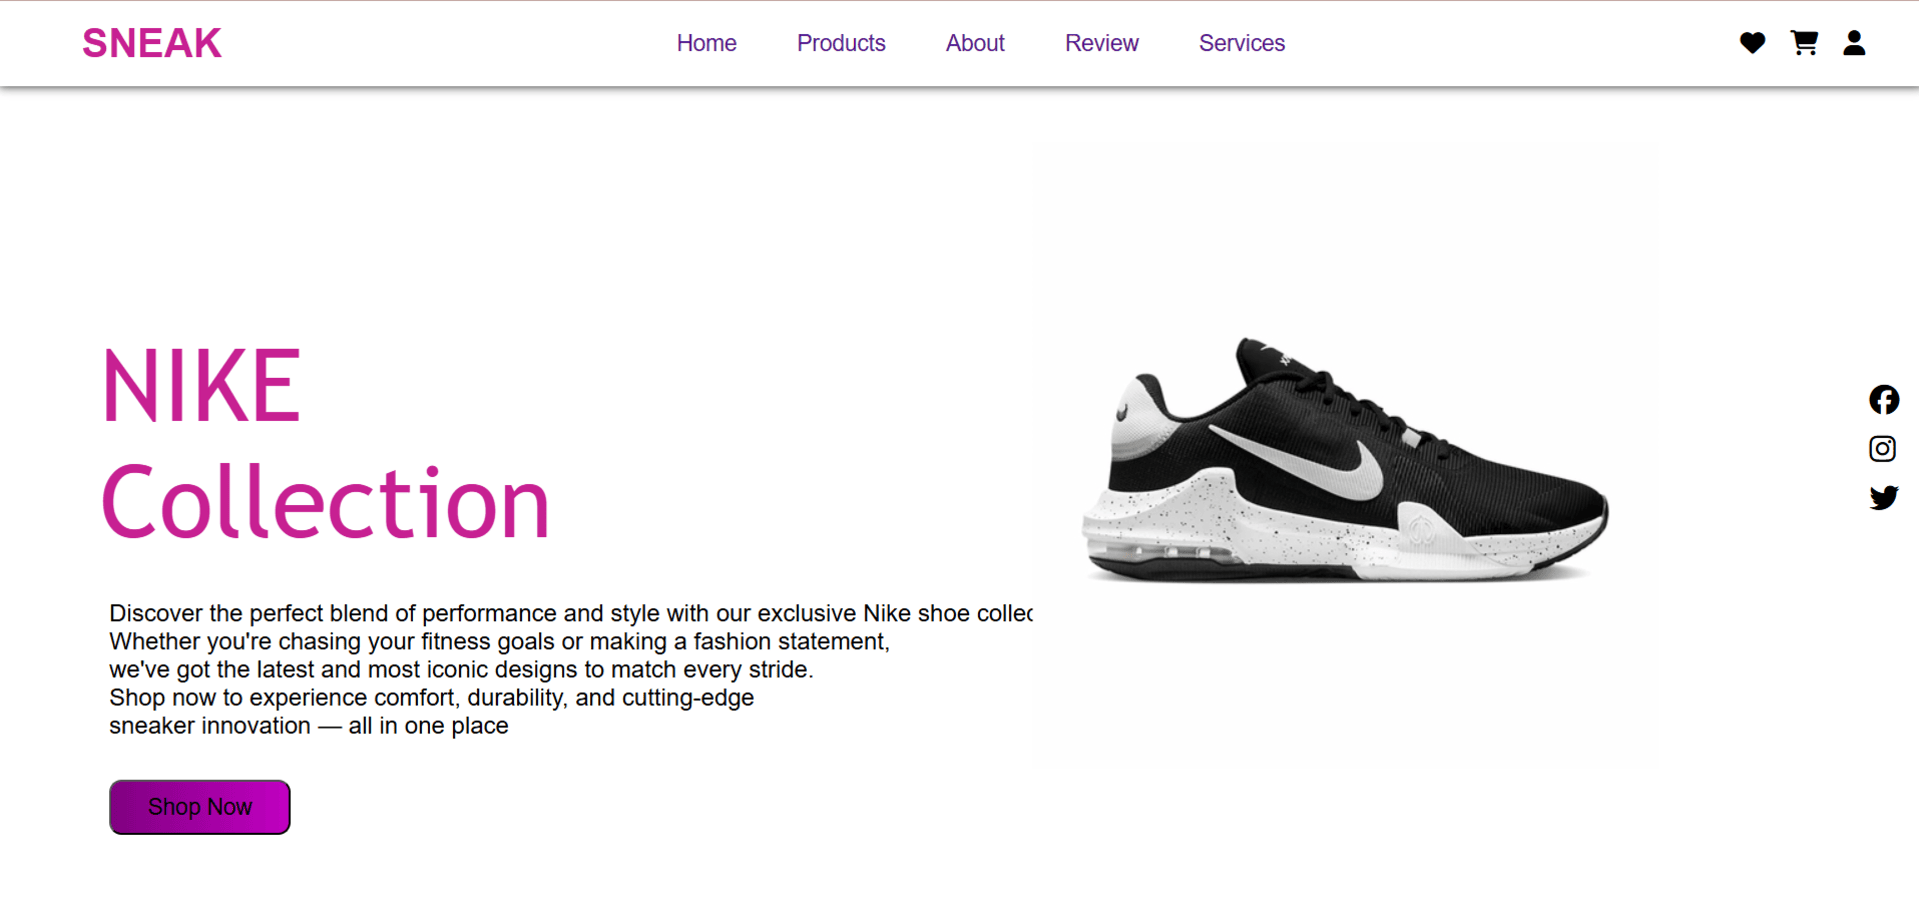 SNEAK
Home Products About Review Services
NIKE
Collection
Discover the perfect blend of performance and style with our exclusive Nike shoe collec
Whether you're chasing your fitness goals or making a fashion statement,
we've got the latest and most iconic designs to match every stride.
Shop now to experience comfort, durability, and cutting-edge
sneaker innovation — all in one place
Shop Now